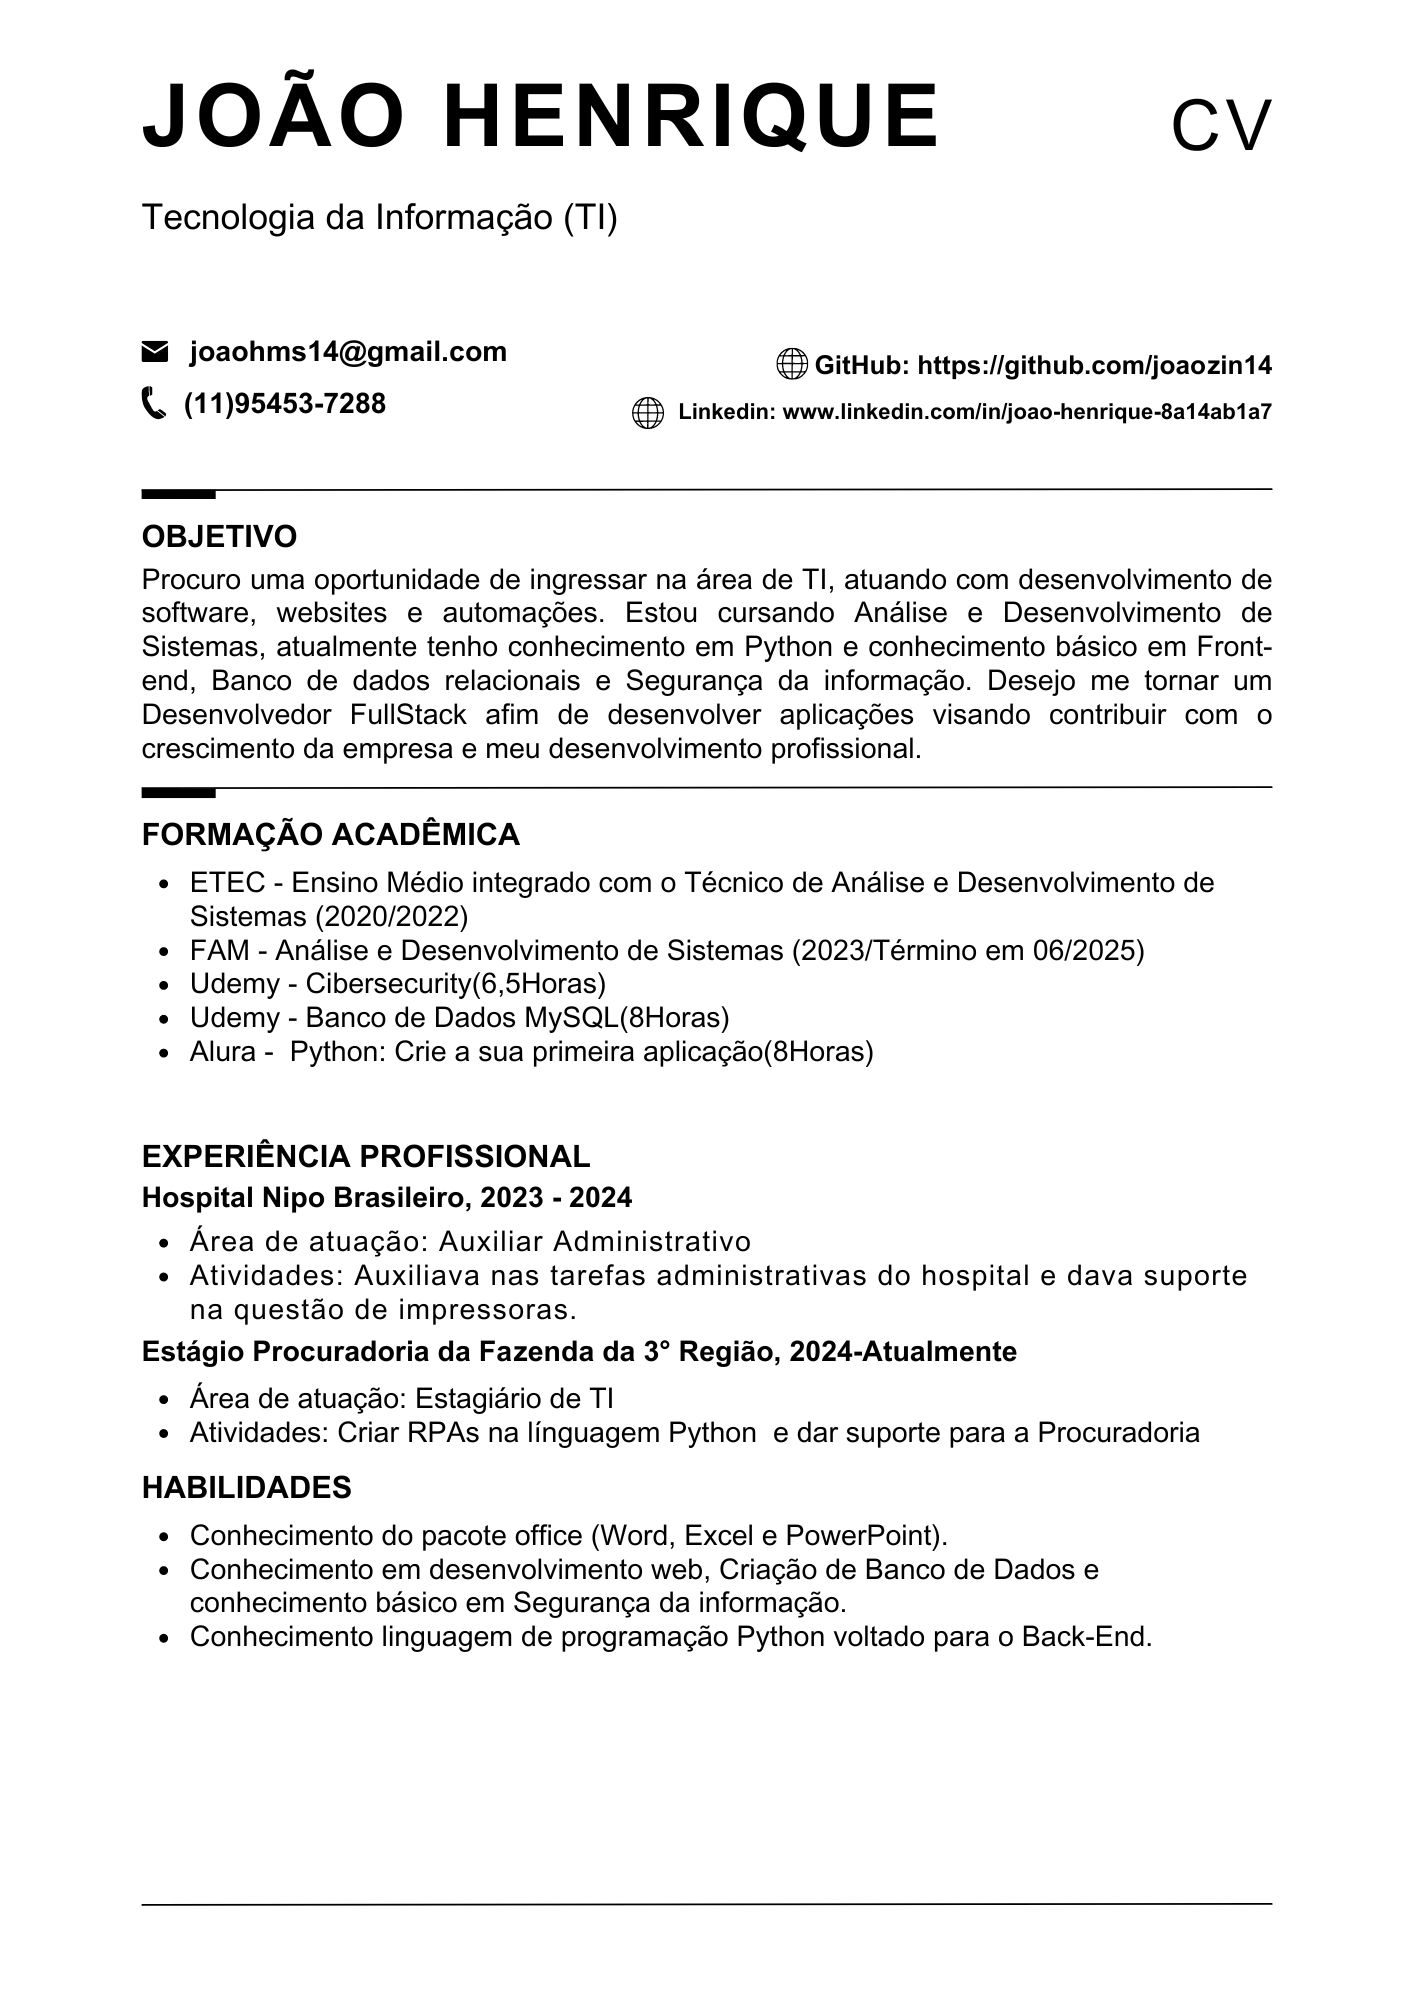 JOÃO HENRIQUE
CV
Tecnologia da Informação (TI)
joaohms14@gmail.com
(11)95453-7288
GitHub: https://github.com/joaozin14
Linkedin: www.linkedin.com/in/joao-henrique-8a14ab1a7
OBJETIVO
Procuro uma oportunidade de ingressar na área de TI, atuando com desenvolvimento de
software, websites e automações. Estou cursando Análise e Desenvolvimento de
Sistemas, atualmente tenho conhecimento em Python e conhecimento básico em Front-
end, Banco de dados relacionais e Segurança da informação. Desejo me tornar um
Desenvolvedor FullStack afim de desenvolver aplicações visando contribuir com o
crescimento da empresa e meu desenvolvimento profissional.
FORMAÇÃO ACADÊMICA
• ETEC - Ensino Médio integrado com o Técnico de Análise e Desenvolvimento de
Sistemas (2020/2022)
• FAM - Análise e Desenvolvimento de Sistemas (2023/Término em 06/2025)
• Udemy - Cibersecurity(6,5Horas)
• Udemy - Banco de Dados MySQL(8Horas)
• Alura -  Python: Crie a sua primeira aplicação(8Horas)
EXPERIÊNCIA PROFISSIONAL
Hospital Nipo Brasileiro, 2023 - 2024
• Área de atuação: Auxiliar Administrativo
• Atividades: Auxiliava nas tarefas administrativas do hospital e dava suporte
na questão de impressoras.
Estágio Procuradoria da Fazenda da 3° Região, 2024-Atualmente
• Área de atuação: Estagiário de TI
• Atividades: Criar RPAs na línguagem Python  e dar suporte para a Procuradoria
HABILIDADES
• Conhecimento do pacote office (Word, Excel e PowerPoint).
• Conhecimento em desenvolvimento web, Criação de Banco de Dados e
conhecimento básico em Segurança da informação.
• Conhecimento linguagem de programação Python voltado para o Back-End.